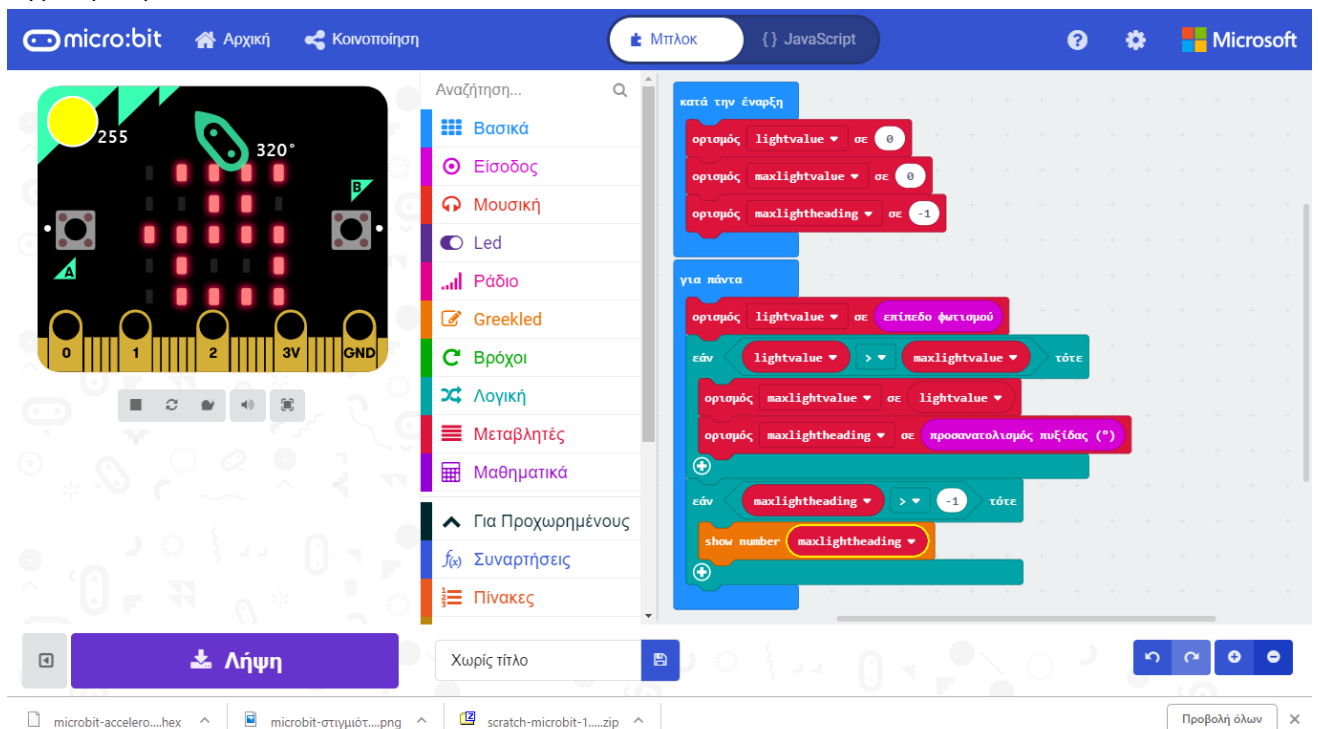 micro:bit Αρχική Κοινοποίηση Μπλοκ {} JavaScript ? Microsoft
255
320°
B
A
0 1 2 3V GND
Λήψη
Αναζήτηση...
Βασικά
Είσοδος
Μουσική
Led
Ράδιο
Greekled
Βρόχοι
Λογική
Μεταβλητές
Μαθηματικά
Για Προχωρημένους
f(x) Συναρτήσεις
Πίνακες
κατά την έναρξη
ορισμός lightvalue σε 0
ορισμός maxlightvalue σε 0
ορισμός maxlightheading σε -1
για πάντα
ορισμός lightvalue σε επίπεδο φωτισμού
εάν lightvalue > maxlightvalue τότε
ορισμός maxlightvalue σε lightvalue
ορισμός maxlightheading σε προσανατολισμός πυξίδας (°)
εάν maxlightheading > -1 τότε
show number maxlightheading
Χωρίς τίτλο
microbit-accelero....hex
microbit-στιγμιότ....png
scratch-microbit-1.....zip
Προβολή όλων